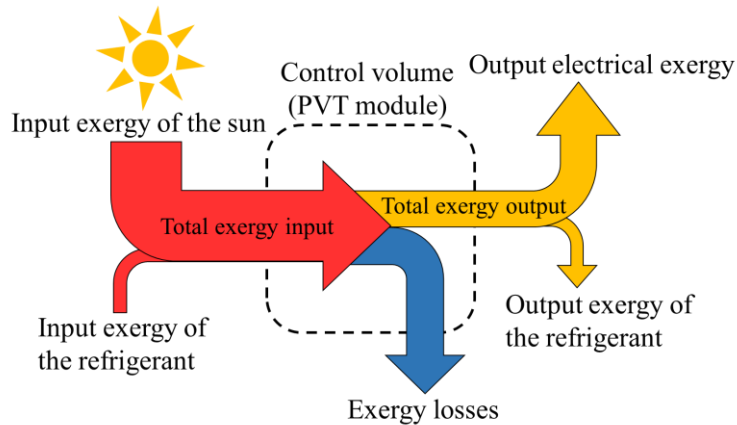 Input exergy of the sun
Control volume
(PVT module)
Output electrical exergy
Total exergy input
Total exergy output
Input exergy of
the refrigerant
Output exergy of
the refrigerant
Exergy losses